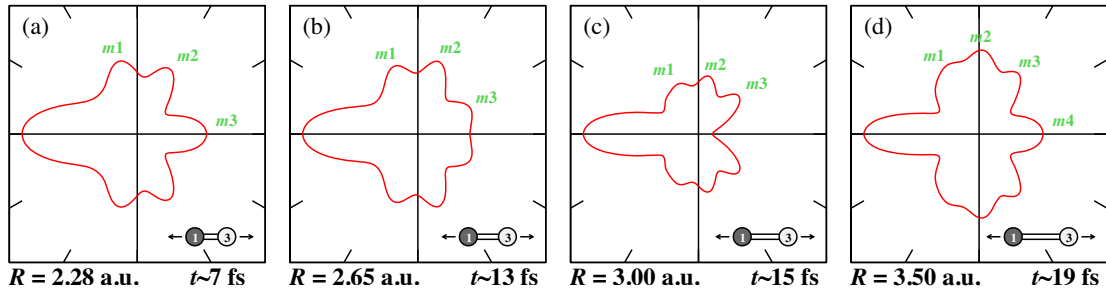 (a)
m1
m2
m3
1
3
R = 2.28 a.u.
t~7 fs
(b)
m1
m2
m3
1
3
R = 2.65 a.u.
t~13 fs
(c)
m1
m2
m3
1
3
R = 3.00 a.u.
t~15 fs
(d)
m1
m2
m3
m4
1
3
R = 3.50 a.u.
t~19 fs